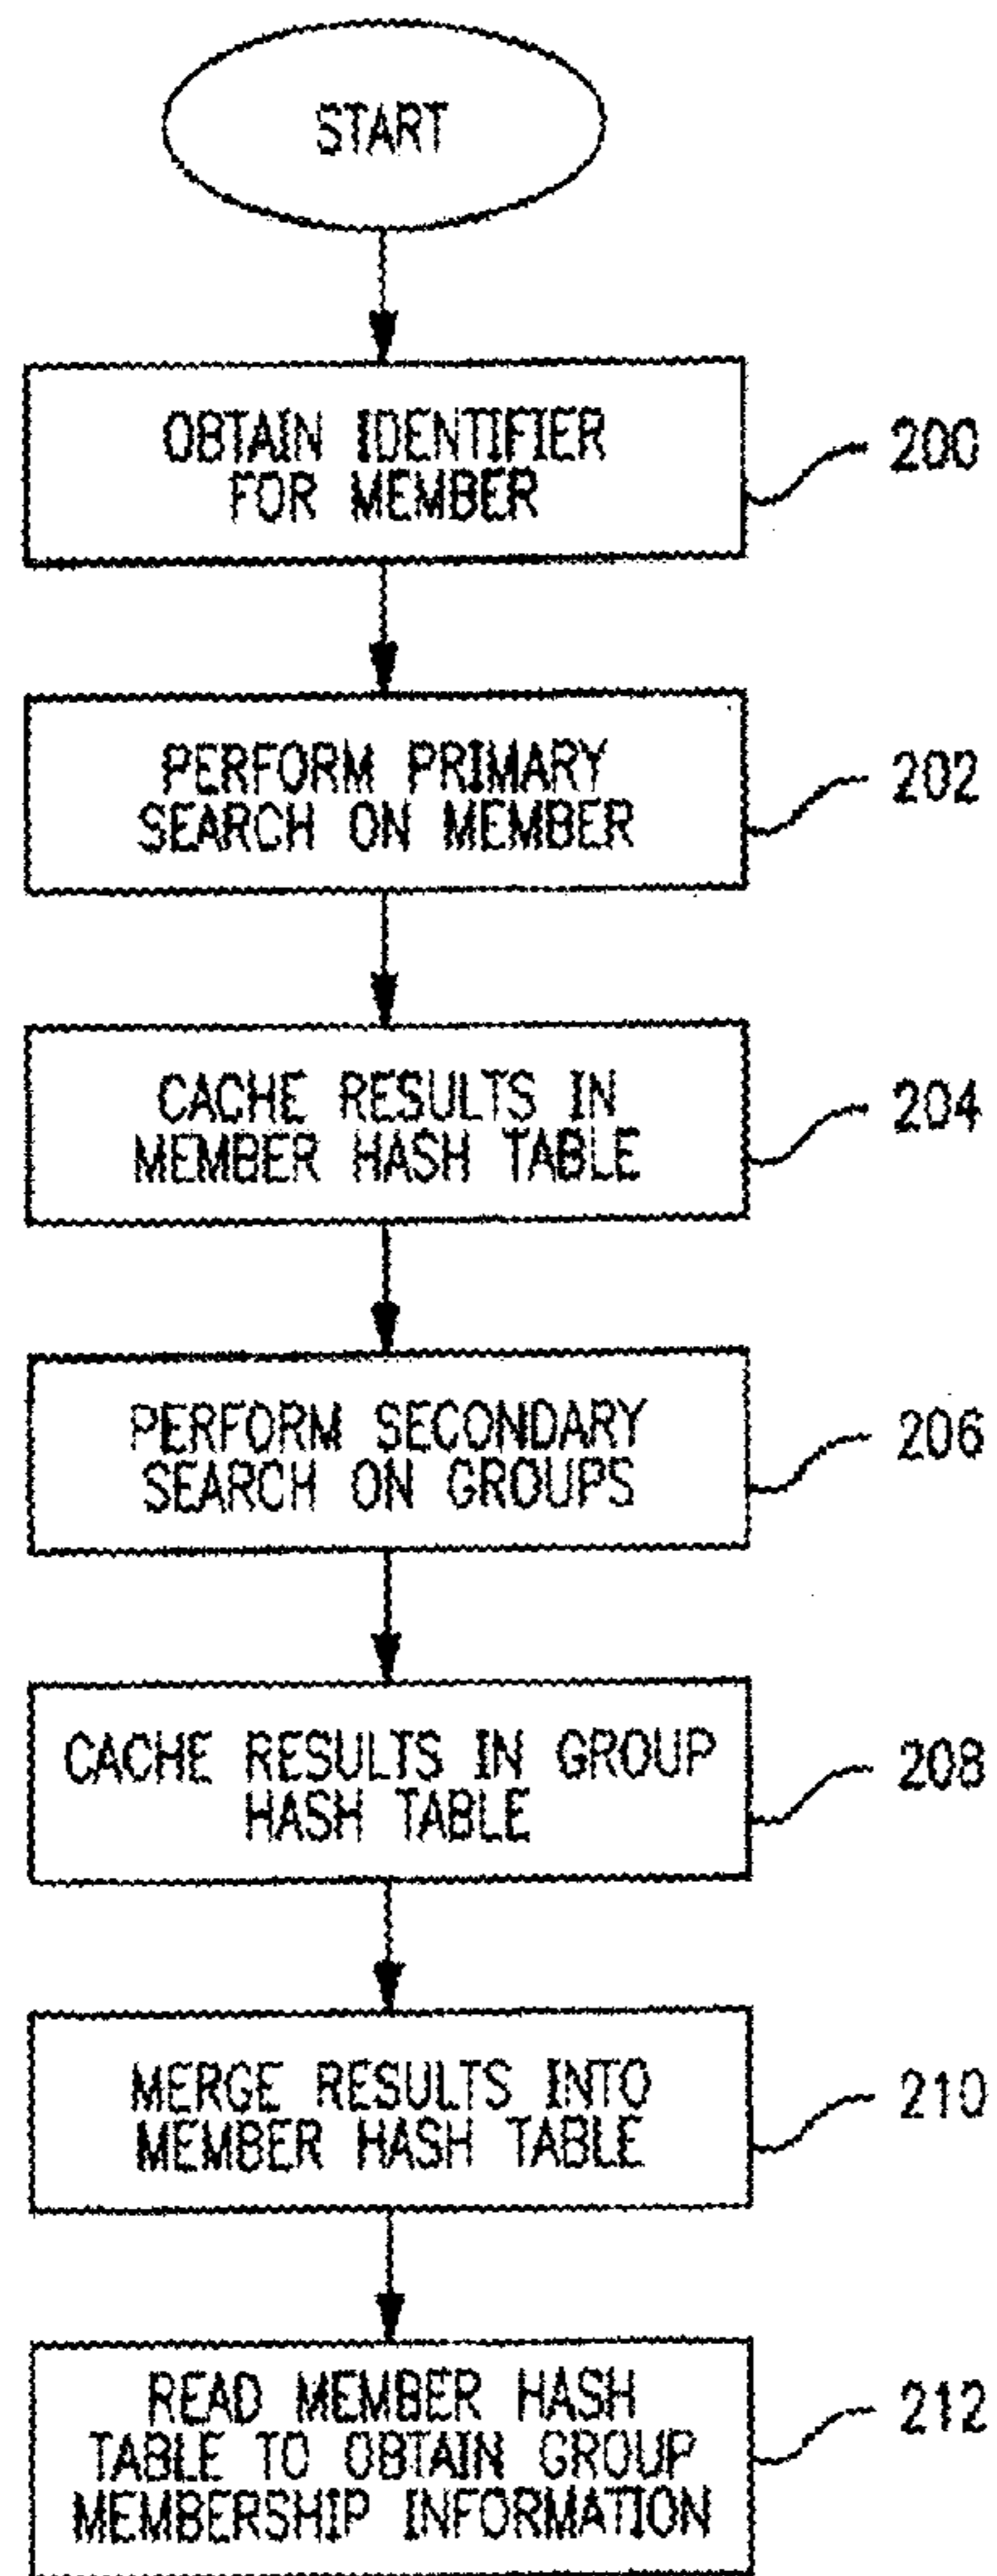 START
OBTAIN IDENTIFIER
FOR MEMBER
200
PERFORM PRIMARY
SEARCH ON MEMBER
202
CACHE RESULTS IN
MEMBER HASH TABLE
204
PERFORM SECONDARY
SEARCH ON GROUPS
206
CACHE RESULTS IN GROUP
HASH TABLE
208
MERGE RESULTS INTO
MEMBER HASH TABLE
210
READ MEMBER HASH
TABLE TO OBTAIN GROUP
MEMBERSHIP INFORMATION
212